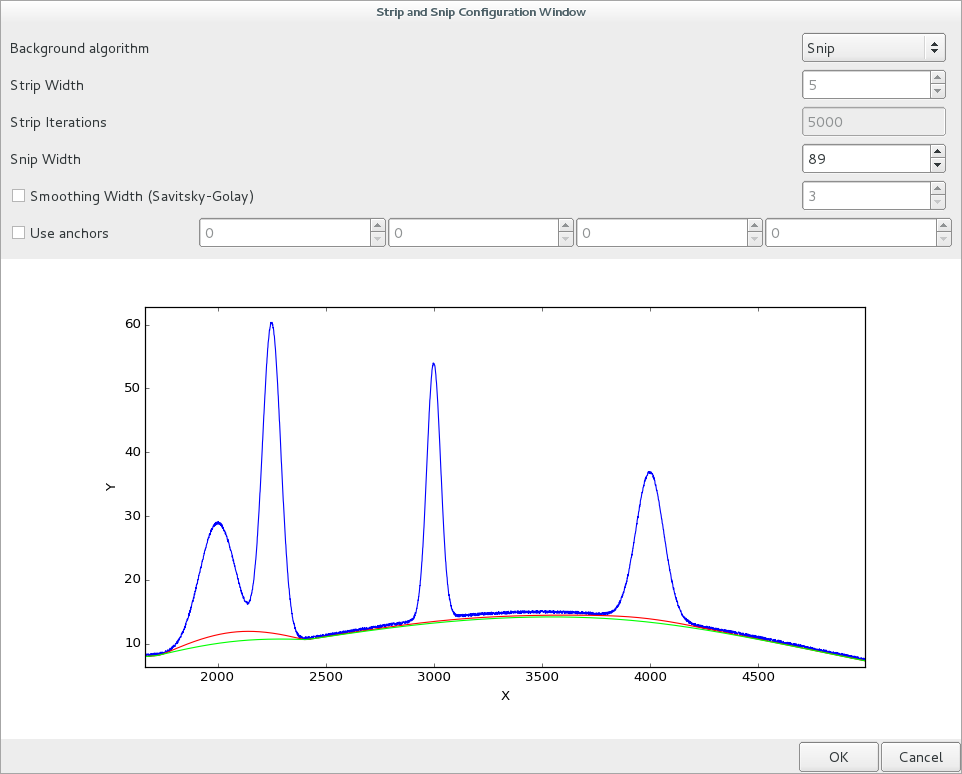 Strip and Snip Configuration Window
Background algorithm Snip
Strip Width 5
Strip Iterations 5000
Snip Width 89
Smoothing Width (Savitsky-Golay) 3
Use anchors 0 0 0 0
60
50
40
30
20
10
Y
2000 2500 3000 3500 4000 4500
X
OK Cancel